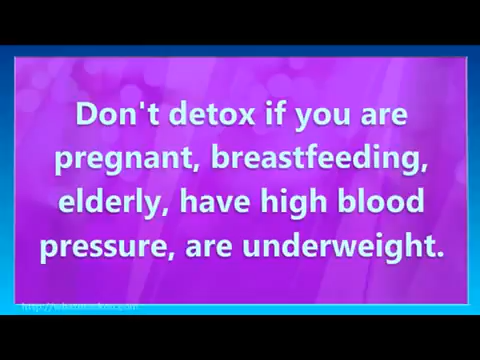 Don't detox if you are
pregnant, breastfeeding,
elderly, have high blood
pressure, are underweight.